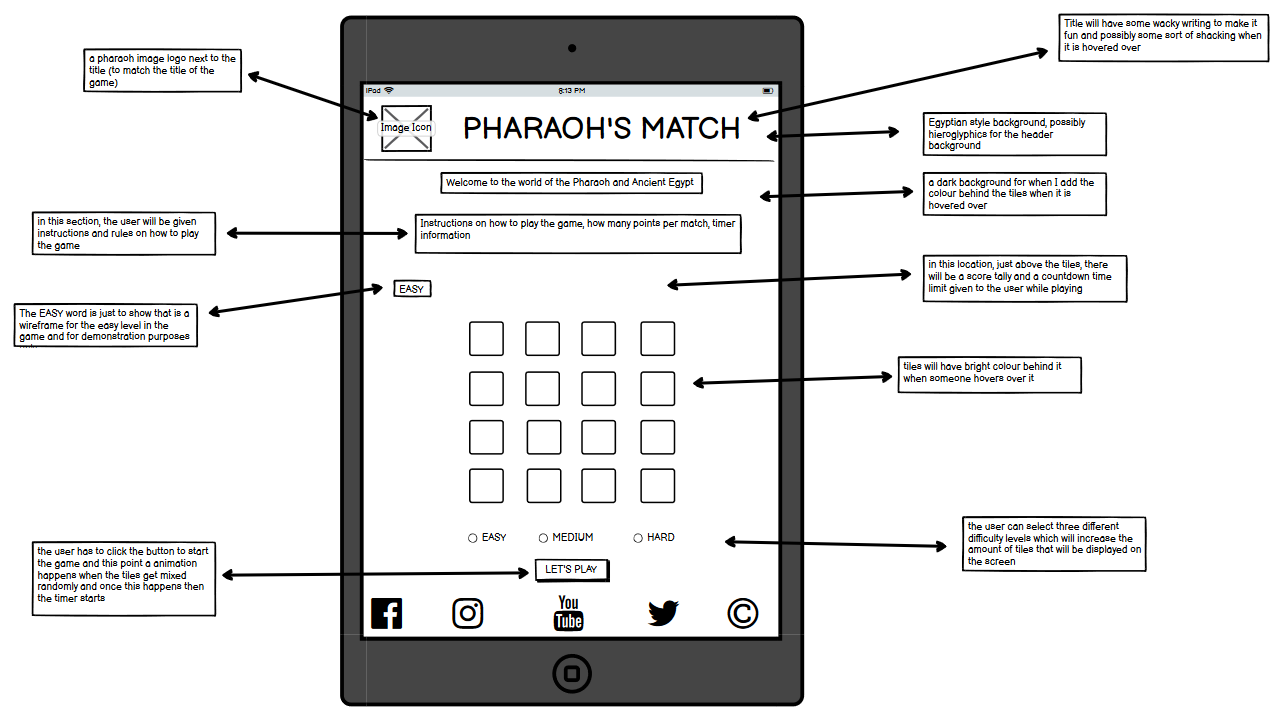 Title will have some wacky writing to make it
fun and possibly some sort of shacking when
it is hovered over
a pharaoh image logo next to the
title (to match the title of the
game)
iPad
8:13 PM
Image Icon
PHARAOH'S MATCH
Egyptian style background, possibly
hieroglyphics for the header
background
Welcome to the world of the Pharaoh and Ancient Egypt
a dark background for when I add the
colour behind the tiles when it is
hovered over
in this section, the user will be given
instructions and rules on how to play
the game
Instructions on how to play the game, how many points per match, timer
information
in this location, just above the tiles, there
will be a score tally and a countdown time
limit given to the user while playing
EASY
The EASY word is just to show that is a
wireframe for the easy level in the
game and for demonstration purposes
tiles will have bright colour behind it
when someone hovers over it
the user can select three different
difficulty levels which will increase the
amount of tiles that will be displayed on
the screen
EASY MEDIUM HARD
the user has to click the button to start
the game and this point a animation
happens when the tiles get mixed
randomly and once this happens then
the timer starts
LET'S PLAY
You
Tube
©